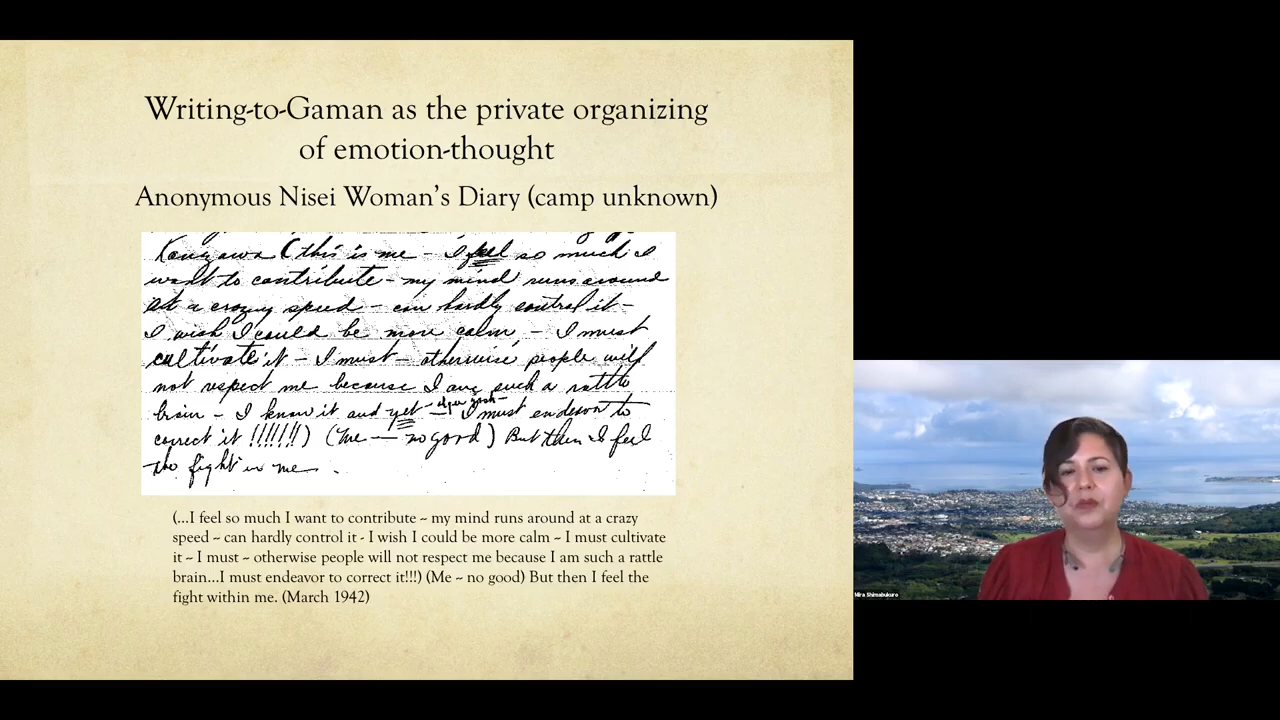 Writing-to-Gaman as the private organizing
of emotion-thought
Anonymous Nisei Woman's Diary (camp unknown)
(this is me - I feel so much I
want to contribute - my mind runs around
at a crazy speed - can hardly control it -
I wish I could be more calm - I must
cultivate it - I must - otherwise people will
not respect me because I am such a rattle
brain - I know it and yet - I must endeavor to
correct it !!!!!!) (Me - no good) But then I feel
fight in me.
(...I feel so much I want to contribute ~ my mind runs around at a crazy
speed ~ can hardly control it - I wish I could be more calm ~ I must cultivate
it ~ I must ~ otherwise people will not respect me because I am such a rattle
brain...I must endeavor to correct it!!!) (Me ~ no good) But then I feel the
fight within me. (March 1942)
Mira Shimabukuro